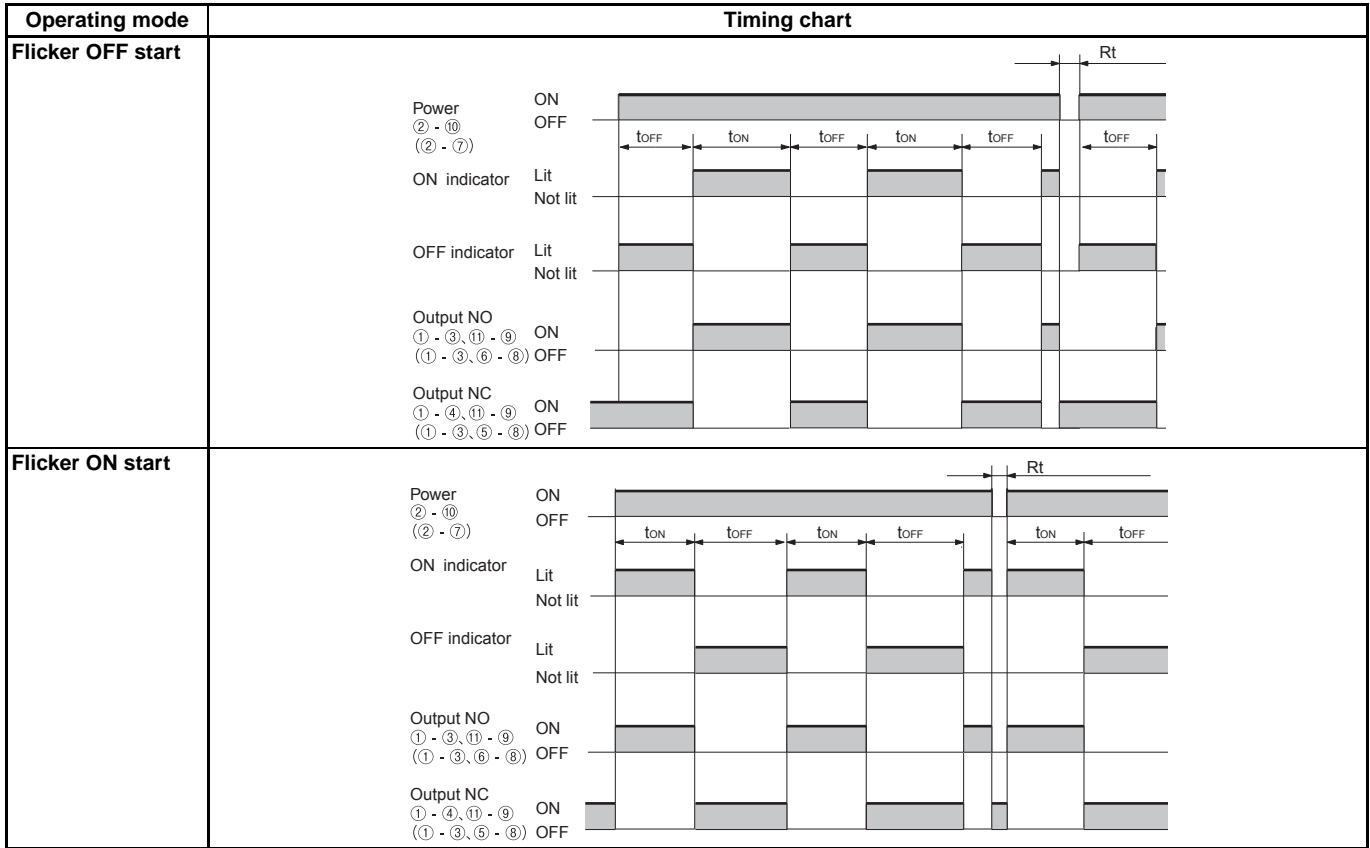 Operating mode Timing chart
Flicker OFF start
Rt
Power ON
② - ⑩ OFF
(② - ⑦)
tOFF tON tOFF tON tOFF tOFF
ON indicator Lit
Not lit
OFF indicator Lit
Not lit
Output NO
① - ③、⑪ - ⑨ ON
(① - ③、⑥ - ⑧) OFF
Output NC
① - ④、⑪ - ⑨ ON
(① - ③、⑤ - ⑧) OFF
Flicker ON start
Rt
Power ON
② - ⑩ OFF
(② - ⑦)
tON tOFF tON tOFF tON tOFF
ON indicator Lit
Not lit
OFF indicator Lit
Not lit
Output NO
① - ③、⑪ - ⑨ ON
(① - ③、⑥ - ⑧) OFF
Output NC
① - ④、⑪ - ⑨ ON
(① - ③、⑤ - ⑧) OFF